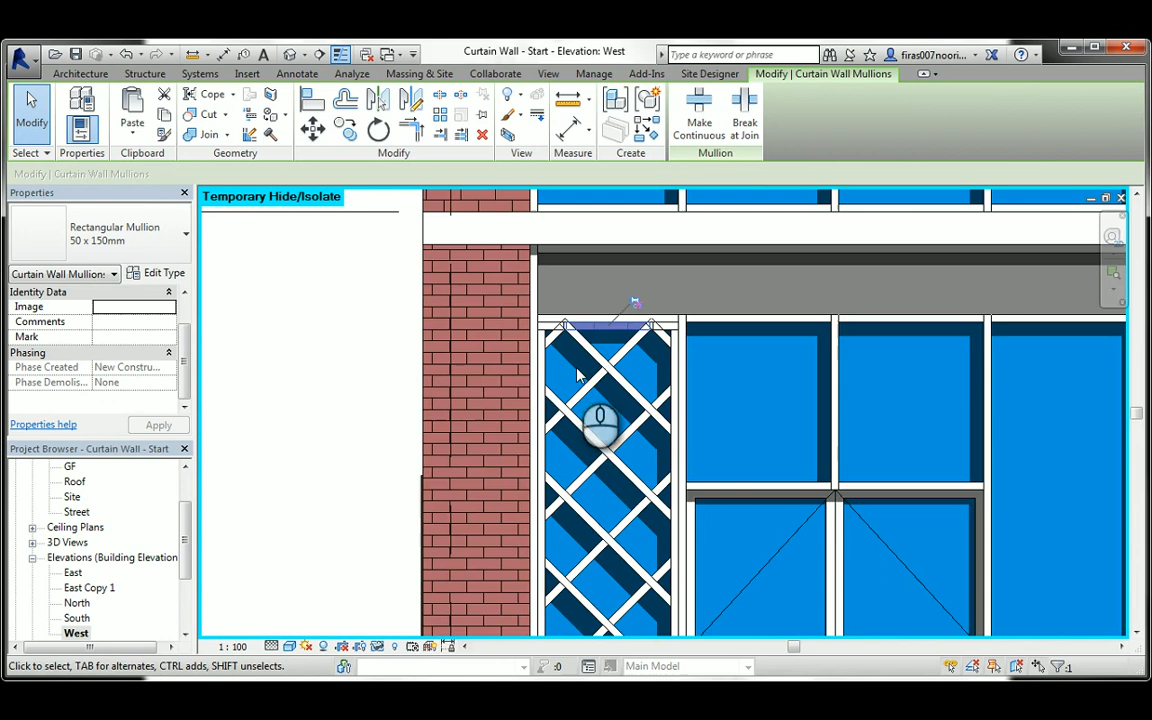 Curtain Wall - Start - Elevation: West
Type a keyword or phrase
firas007noori...
Architecture Structure Systems Insert Annotate Analyze Massing & Site Collaborate View Manage Add-Ins Site Designer Modify | Curtain Wall Mullions
Modify
Select
Properties
Paste
Clipboard
Cope
Cut
Join
Geometry
Modify
View
Measure
Create
Make Continuous
Break at Join
Mullion
Modify | Curtain Wall Mullions
Properties
Rectangular Mullion
50 x 150mm
Curtain Wall Mullion:
Edit Type
Identity Data
Image
Comments
Mark
Phasing
Phase Created New Constru...
Phase Demolis... None
Properties help
Apply
Project Browser - Curtain Wall - Start
GF
Roof
Site
Street
Ceiling Plans
3D Views
Elevations (Building Elevation
East
East Copy 1
North
South
West
Temporary Hide/Isolate
1 : 100
Click to select, TAB for alternates, CTRL adds, SHIFT unselects.
:0
Main Model
:1